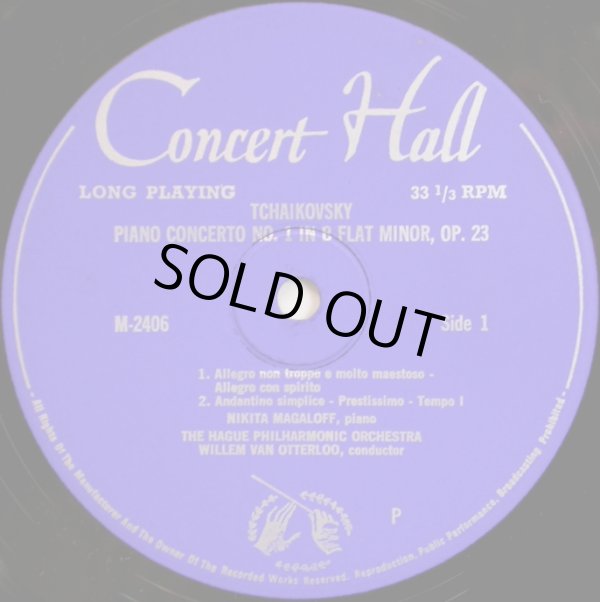 Concert Hall
LONG PLAYING 33 1/3 RPM
TCHAIKOVSKY
PIANO CONCERTO NO. 1 IN B FLAT MINOR, OP. 23
SOLD OUT
M-2406 Side 1
1. Allegro non troppo e molto maestoso -
Allegro con spirito
2. Andantino simplice - Prestissimo - Tempo I
NIKITA MAGALOFF, piano
THE HAGUE PHILHARMONIC ORCHESTRA
WILLEM VAN OTTERLOO, conductor
P
- All Rights Of The Manufacturer And The Owner Of The Recorded Works Reserved. Reproduction, Public Performance, Broadcasting Prohibited -